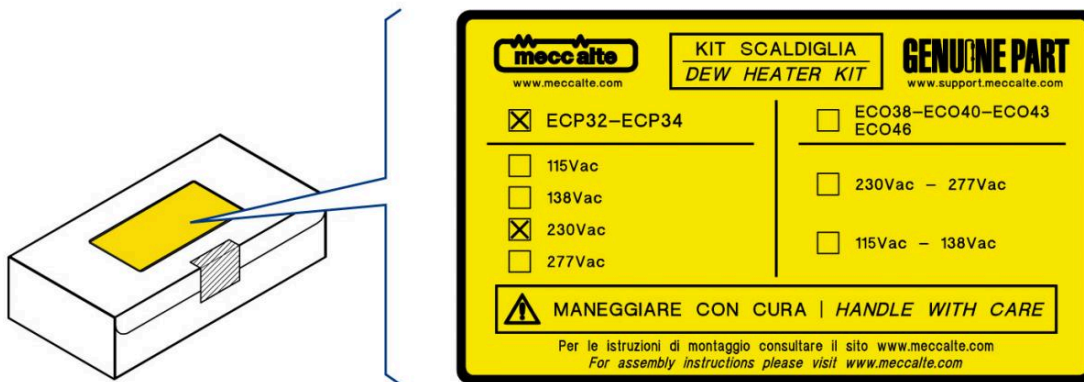 meccalte
www.meccalte.com
KIT SCALDIGLIA
DEW HEATER KIT
GENUINE PART
www.support.meccalte.com
ECP32-ECP34
115Vac
138Vac
230Vac
277Vac
ECO38-ECO40-ECO43
ECO46
230Vac - 277Vac
115Vac - 138Vac
MANEGGIARE CON CURA | HANDLE WITH CARE
Per le istruzioni di montaggio consultare il sito www.meccalte.com
For assembly instructions please visit www.meccalte.com